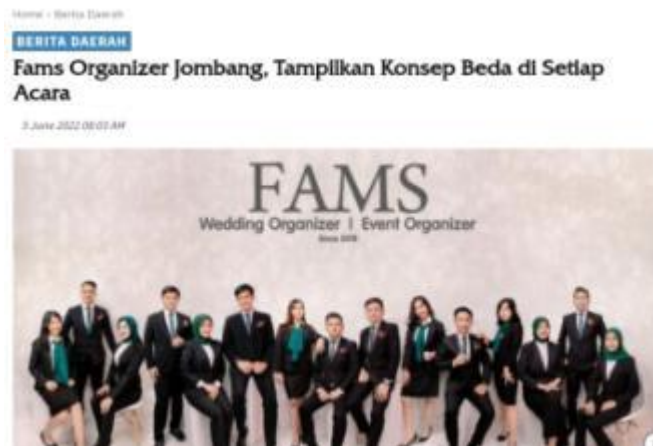 Home - Berita Daerah
BERITA DAERAH
Fams Organizer Jombang, Tampilkan Konsep Beda di Setiap
Acara
June 2022 08:03 AM
FAMS
Wedding Organizer | Event Organizer
Since